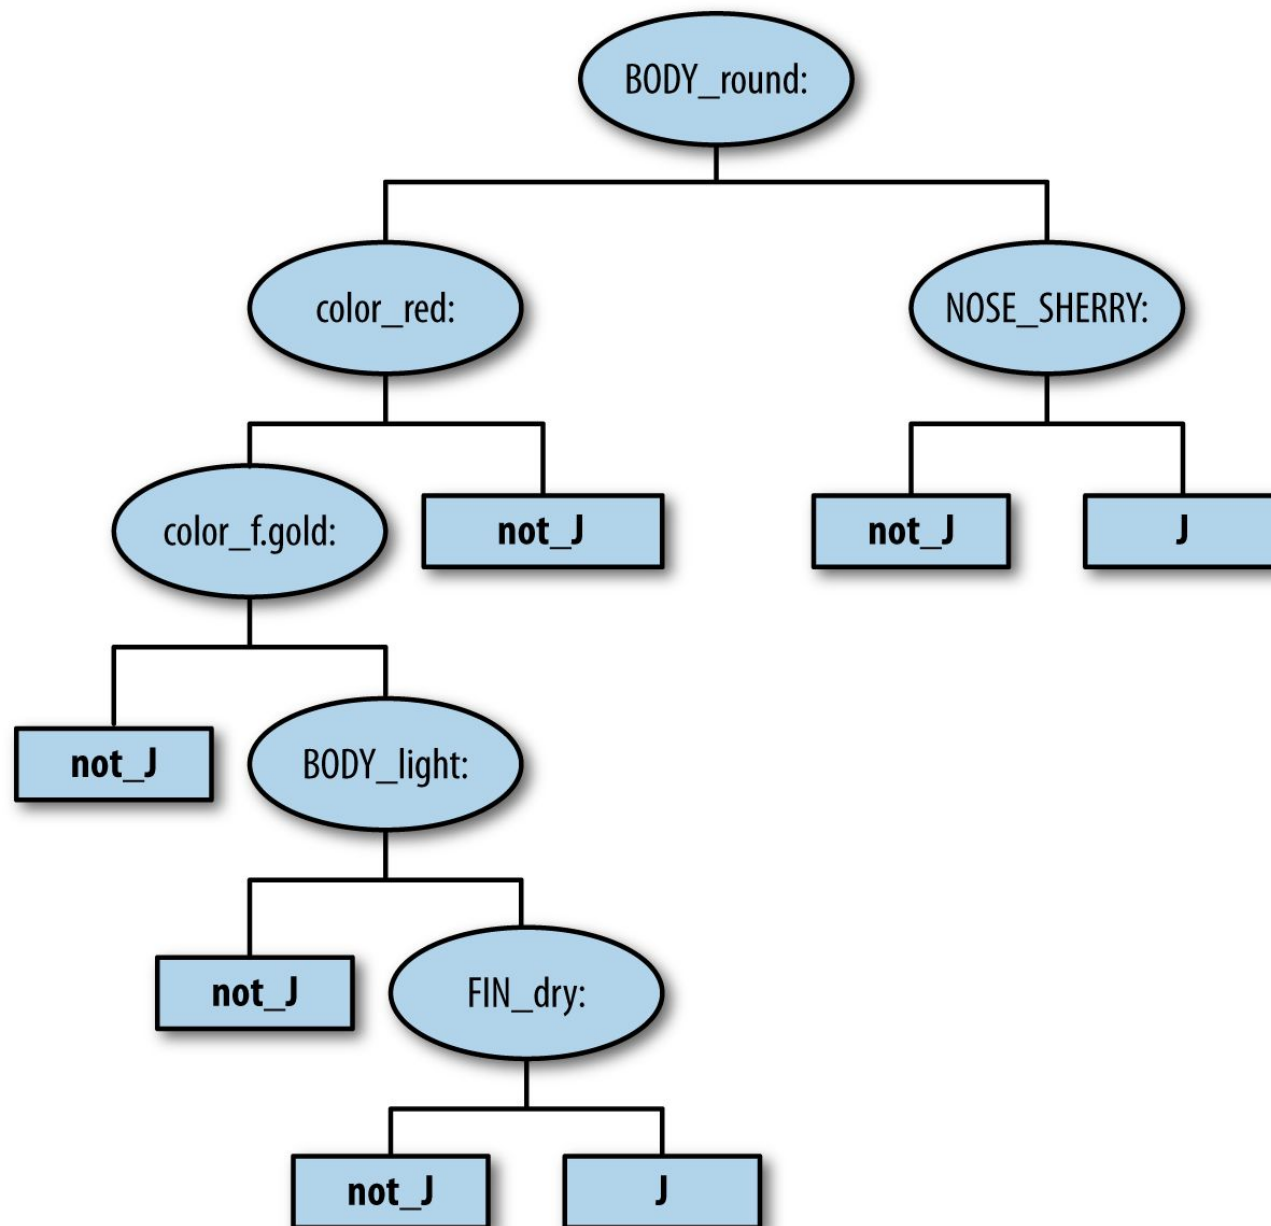 BODY_round:
color_red:
NOSE_SHERRY:
color_f.gold:
not_J
not_J
J
not_J
BODY_light:
not_J
FIN_dry:
not_J
J